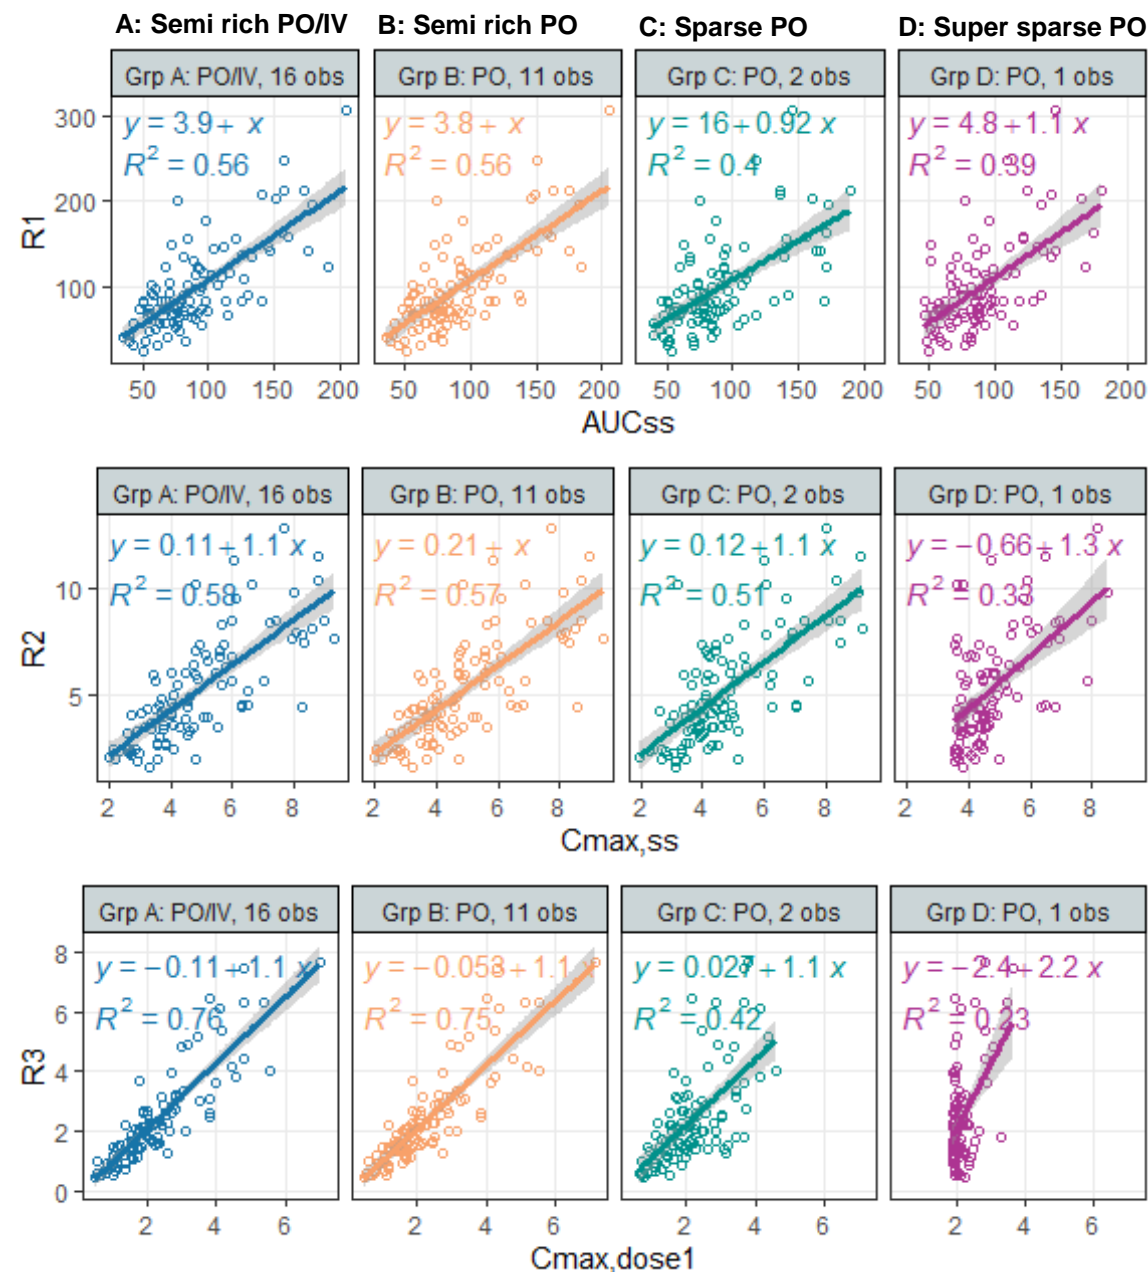 A: Semi rich PO/IV B: Semi rich PO C: Sparse PO D: Super sparse PO
Grp A: PO/IV, 16 obs Grp B: PO, 11 obs Grp C: PO, 2 obs Grp D: PO, 1 obs
y = 3.9 + x y = 3.8 + x y = 16 + 0.92 x y = 4.8 + 1.1 x
R² = 0.56 R² = 0.56 R² = 0.4 R² = 0.39
300
200
100
R1
50 100 150 200 50 100 150 200 50 100 150 200 50 100 150 200
AUCss
Grp A: PO/IV, 16 obs Grp B: PO, 11 obs Grp C: PO, 2 obs Grp D: PO, 1 obs
y = 0.11 + 1.1 x y = 0.21 + x y = 0.12 + 1.1 x y = −0.66 + 1.3 x
R² = 0.58 R² = 0.57 R² = 0.51 R² = 0.33
10
5
R2
2 4 6 8 2 4 6 8 2 4 6 8 2 4 6 8
Cmax,ss
Grp A: PO/IV, 16 obs Grp B: PO, 11 obs Grp C: PO, 2 obs Grp D: PO, 1 obs
y = −0.11 + 1.1 x y = −0.053 + 1.1 x y = 0.027 + 1.1 x y = −2.4 + 2.2 x
R² = 0.76 R² = 0.75 R² = 0.42 R² = 0.23
8
6
4
2
0
R3
2 4 6 2 4 6 2 4 6 2 4 6
Cmax,dose1